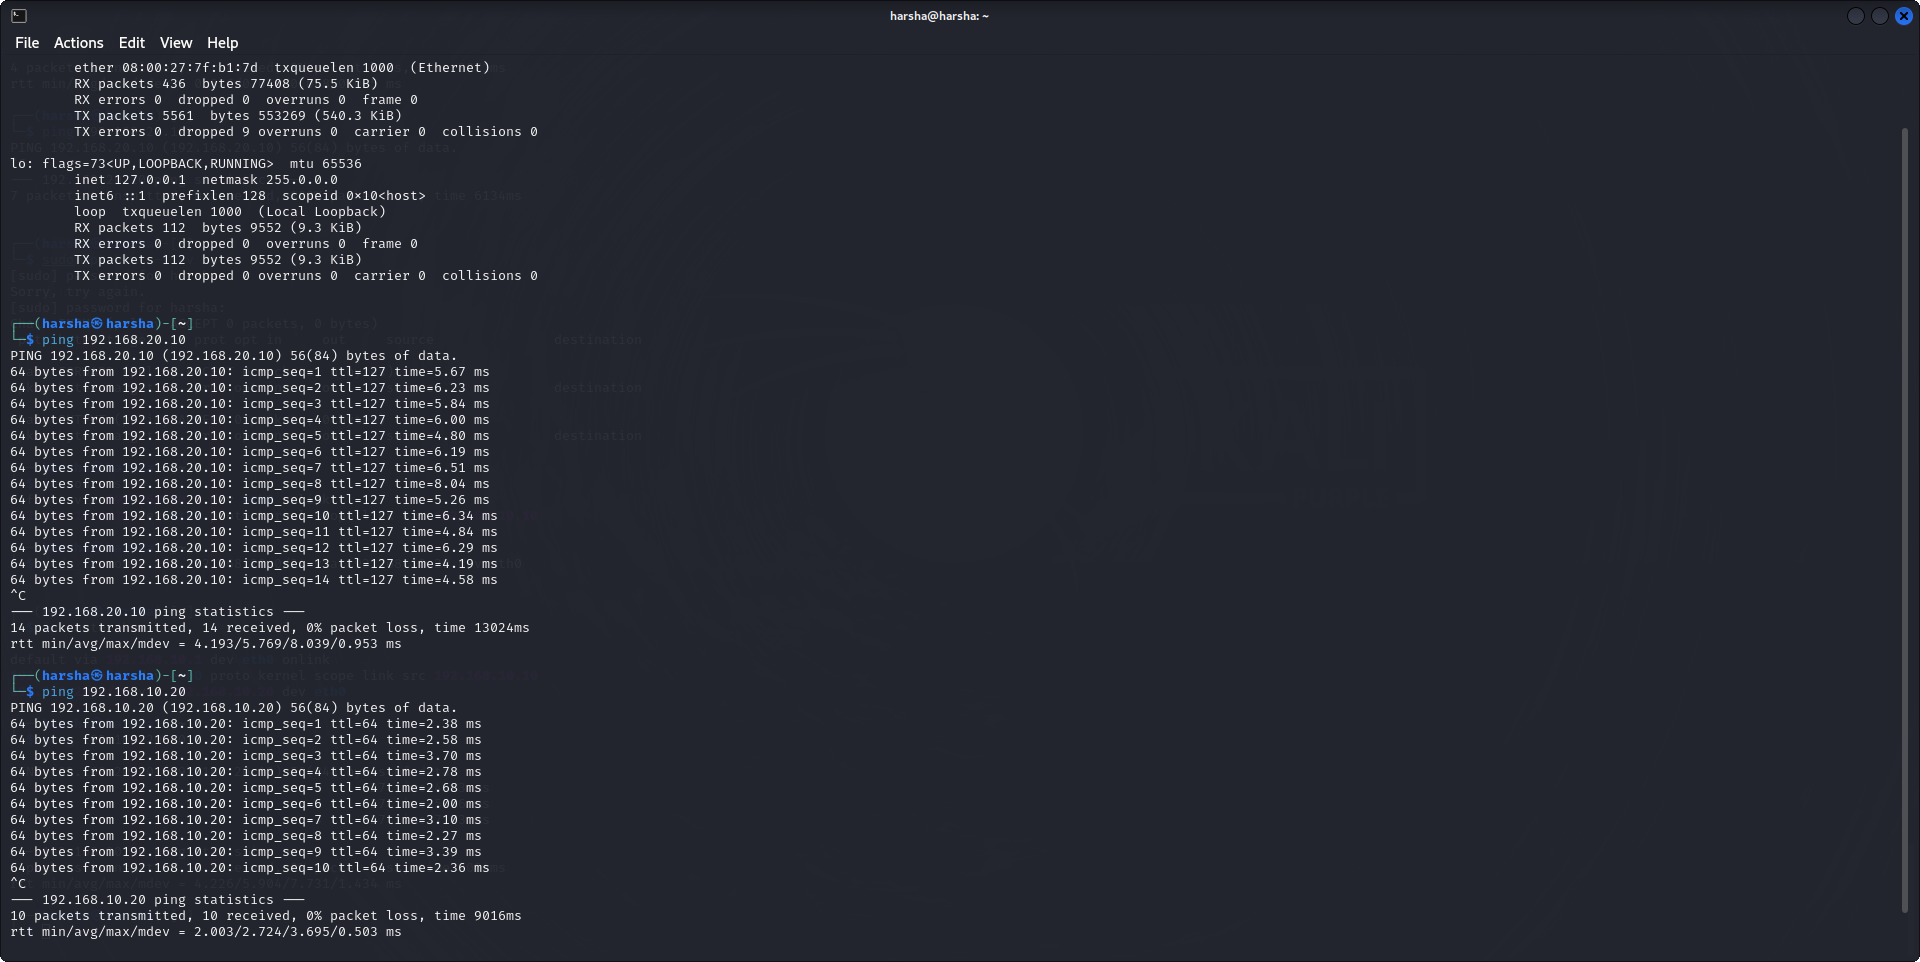 harsha@harsha: ~
File Actions Edit View Help
ether 08:00:27:7f:b1:7d txqueuelen 1000 (Ethernet)
RX packets 436 bytes 77408 (75.5 KiB)
RX errors 0 dropped 0 overruns 0 frame 0
TX packets 5561 bytes 553269 (540.3 KiB)
TX errors 0 dropped 9 overruns 0 carrier 0 collisions 0
lo: flags=73<UP,LOOPBACK,RUNNING> mtu 65536
inet 127.0.0.1 netmask 255.0.0.0
inet6 ::1 prefixlen 128 scopeid 0×10<host>
loop txqueuelen 1000 (Local Loopback)
RX packets 112 bytes 9552 (9.3 KiB)
RX errors 0 dropped 0 overruns 0 frame 0
TX packets 112 bytes 9552 (9.3 KiB)
TX errors 0 dropped 0 overruns 0 carrier 0 collisions 0
┌──(harsha㉿harsha)-[~]
└─$ ping 192.168.20.10
PING 192.168.20.10 (192.168.20.10) 56(84) bytes of data.
64 bytes from 192.168.20.10: icmp_seq=1 ttl=127 time=5.67 ms
64 bytes from 192.168.20.10: icmp_seq=2 ttl=127 time=6.23 ms
64 bytes from 192.168.20.10: icmp_seq=3 ttl=127 time=5.84 ms
64 bytes from 192.168.20.10: icmp_seq=4 ttl=127 time=6.00 ms
64 bytes from 192.168.20.10: icmp_seq=5 ttl=127 time=4.80 ms
64 bytes from 192.168.20.10: icmp_seq=6 ttl=127 time=6.19 ms
64 bytes from 192.168.20.10: icmp_seq=7 ttl=127 time=6.51 ms
64 bytes from 192.168.20.10: icmp_seq=8 ttl=127 time=8.04 ms
64 bytes from 192.168.20.10: icmp_seq=9 ttl=127 time=5.26 ms
64 bytes from 192.168.20.10: icmp_seq=10 ttl=127 time=6.34 ms
64 bytes from 192.168.20.10: icmp_seq=11 ttl=127 time=4.84 ms
64 bytes from 192.168.20.10: icmp_seq=12 ttl=127 time=6.29 ms
64 bytes from 192.168.20.10: icmp_seq=13 ttl=127 time=4.19 ms
64 bytes from 192.168.20.10: icmp_seq=14 ttl=127 time=4.58 ms
^C
--- 192.168.20.10 ping statistics ---
14 packets transmitted, 14 received, 0% packet loss, time 13024ms
rtt min/avg/max/mdev = 4.193/5.769/8.039/0.953 ms
┌──(harsha㉿harsha)-[~]
└─$ ping 192.168.10.20
PING 192.168.10.20 (192.168.10.20) 56(84) bytes of data.
64 bytes from 192.168.10.20: icmp_seq=1 ttl=64 time=2.38 ms
64 bytes from 192.168.10.20: icmp_seq=2 ttl=64 time=2.58 ms
64 bytes from 192.168.10.20: icmp_seq=3 ttl=64 time=3.70 ms
64 bytes from 192.168.10.20: icmp_seq=4 ttl=64 time=2.78 ms
64 bytes from 192.168.10.20: icmp_seq=5 ttl=64 time=2.68 ms
64 bytes from 192.168.10.20: icmp_seq=6 ttl=64 time=2.00 ms
64 bytes from 192.168.10.20: icmp_seq=7 ttl=64 time=3.10 ms
64 bytes from 192.168.10.20: icmp_seq=8 ttl=64 time=2.27 ms
64 bytes from 192.168.10.20: icmp_seq=9 ttl=64 time=3.39 ms
64 bytes from 192.168.10.20: icmp_seq=10 ttl=64 time=2.36 ms
^C
--- 192.168.10.20 ping statistics ---
10 packets transmitted, 10 received, 0% packet loss, time 9016ms
rtt min/avg/max/mdev = 2.003/2.724/3.695/0.503 ms